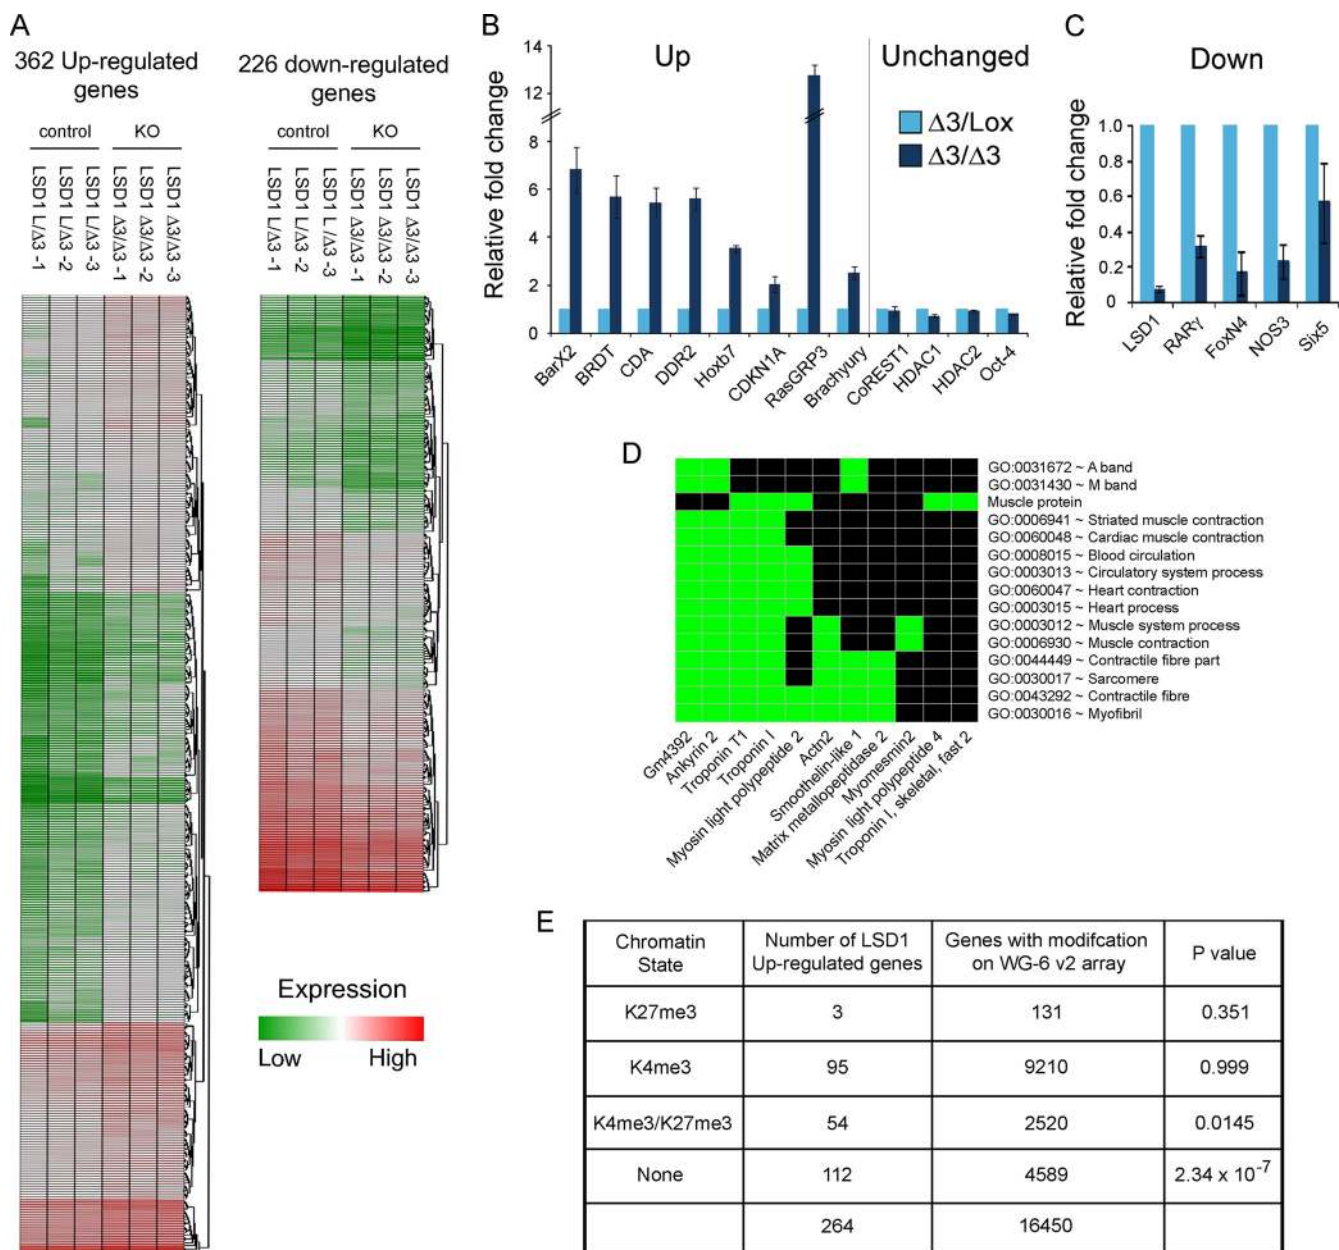 A
362 Up-regulated
genes
control
KO
LSD1 L/Δ3 -1
LSD1 L/Δ3 -2
LSD1 L/Δ3 -3
LSD1 Δ3/Δ3 -1
LSD1 Δ3/Δ3 -2
LSD1 Δ3/Δ3 -3
226 down-regulated
genes
control
KO
LSD1 L/Δ3 -1
LSD1 L/Δ3 -2
LSD1 L /Δ3 -3
LSD1 Δ3/Δ3 -1
LSD1 Δ3/Δ3 -2
LSD1 Δ3/Δ3 -3
Expression
Low
High
B
Up
Unchanged
Δ3/Lox
Δ3/Δ3
Relative fold change
14
12
8
6
4
2
0
BarX2
BRDT
CDA
DDR2
Hoxb7
CDKN1A
RasGRP3
Brachyury
CoREST1
HDAC1
HDAC2
Oct-4
C
Down
Relative fold change
1.0
0.8
0.6
0.4
0.2
0
LSD1
RARγ
FoxN4
NOS3
Six5
D
GO:0031672 ~ A band
GO:0031430 ~ M band
Muscle protein
GO:0006941 ~ Striated muscle contraction
GO:0060048 ~ Cardiac muscle contraction
GO:0008015 ~ Blood circulation
GO:0003013 ~ Circulatory system process
GO:0060047 ~ Heart contraction
GO:0003015 ~ Heart process
GO:0003012 ~ Muscle system process
GO:0006930 ~ Muscle contraction
GO:0044449 ~ Contractile fibre part
GO:0030017 ~ Sarcomere
GO:0043292 ~ Contractile fibre
GO:0030016 ~ Myofibril
Gm4392
Ankyrin 2
Troponin T1
Troponin I
Myosin light polypeptide 2
Actn2
Smoothelin-like 1
Matrix metallopeptidase 2
Myomesmin2
Myosin light polypeptide 4
Troponin I, skeletal, fast 2
E
Chromatin State
Number of LSD1 Up-regulated genes
Genes with modifcation on WG-6 v2 array
P value
K27me3 3 131 0.351
K4me3 95 9210 0.999
K4me3/K27me3 54 2520 0.0145
None 112 4589 2.34 x 10⁻⁷
264 16450